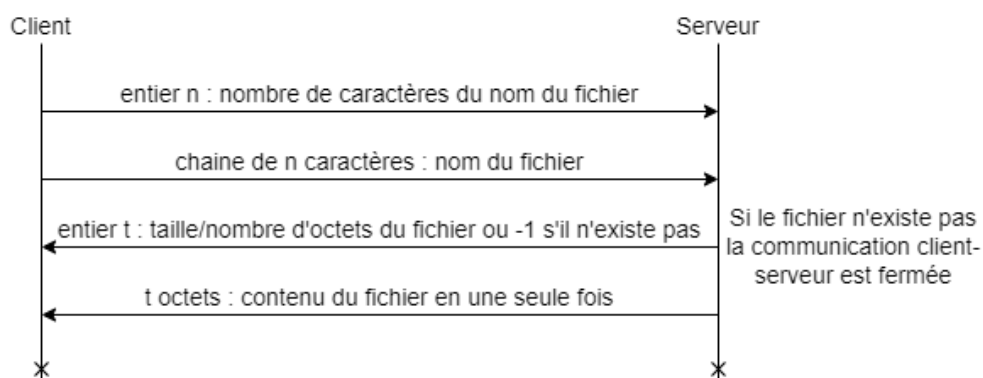 Client
Serveur
entier n : nombre de caractères du nom du fichier
chaine de n caractères : nom du fichier
entier t : taille/nombre d'octets du fichier ou -1 s'il n'existe pas
Si le fichier n'existe pas
la communication client-
serveur est fermée
t octets : contenu du fichier en une seule fois